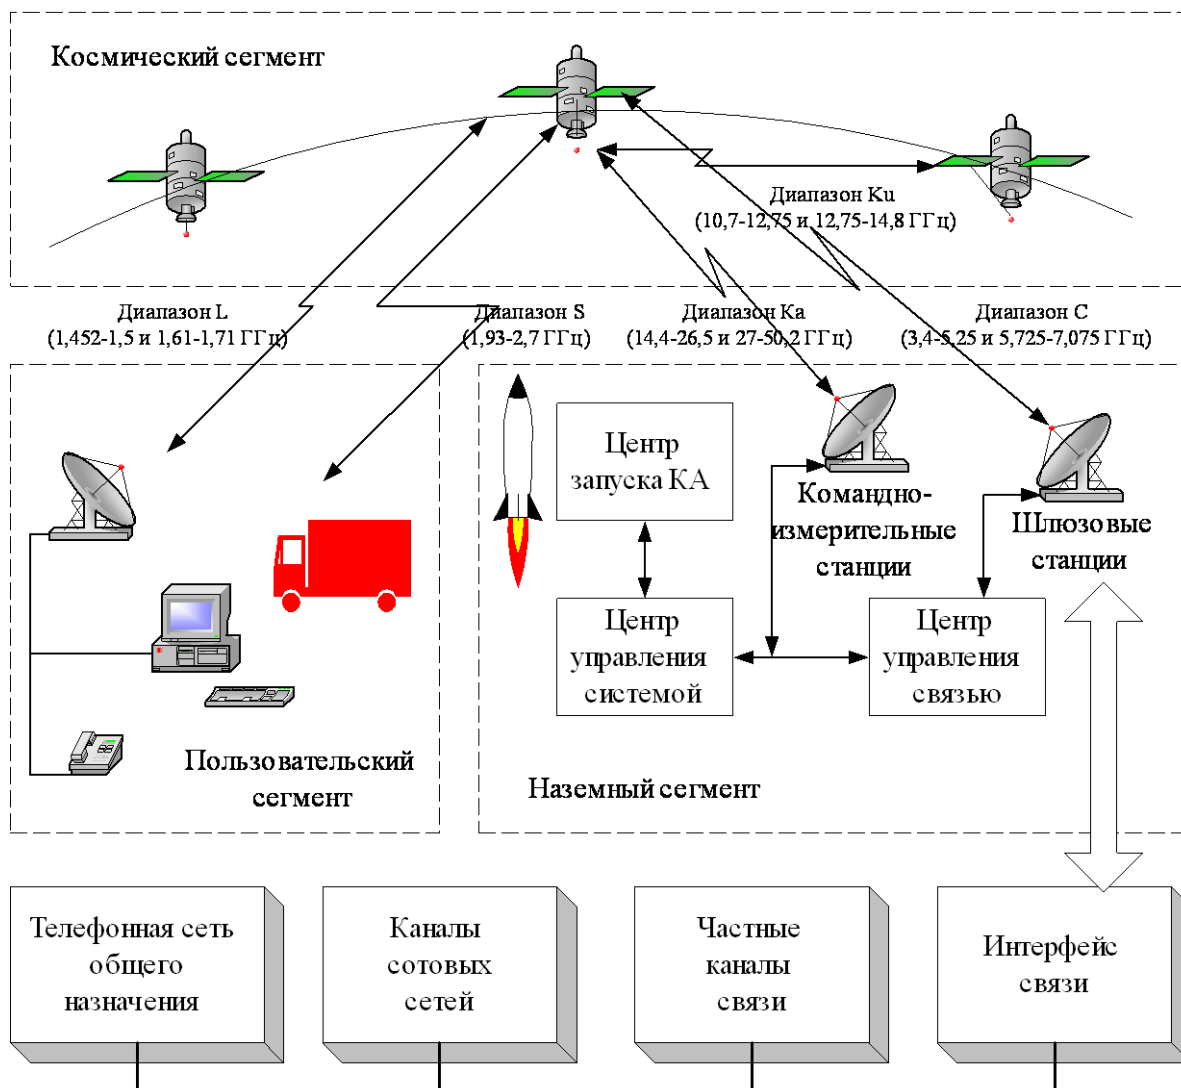 Космический сегмент
Диапазон Ku
(10,7-12,75 и 12,75-14,8 ГГц)
Диапазон L
(1,452-1,5 и 1,61-1,71 ГГц)
Диапазон S
(1,93-2,7 ГГц)
Диапазон Ka
(14,4-26,5 и 27-50,2 ГГц)
Диапазон C
(3,4-5,25 и 5,725-7,075 ГГц)
Центр
запуска КА
Командно-
измерительные
станции
Шлюзовые
станции
Центр
управления
системой
Центр
управления
связью
Пользовательский
сегмент
Наземный сегмент
Телефонная сеть
общего
назначения
Каналы
сотовых
сетей
Частные
каналы
связи
Интерфейс
связи